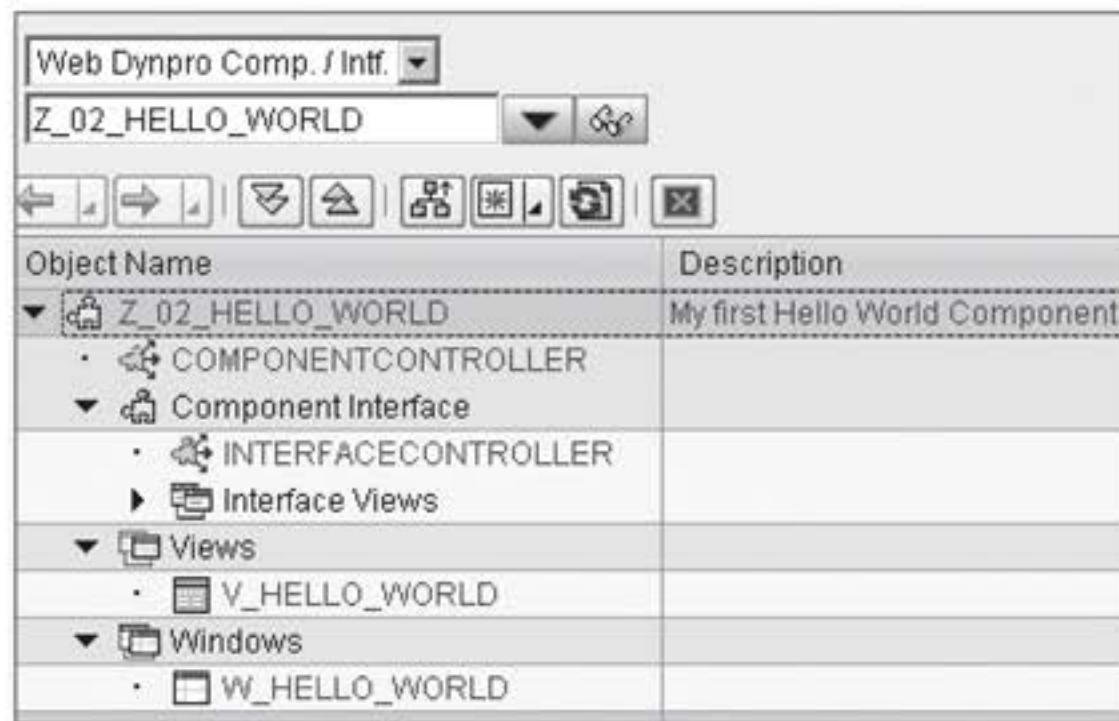 Web Dynpro Comp. / Intf.
Z_02_HELLO_WORLD
Object Name Description
Z_02_HELLO_WORLD My first Hello World Component
COMPONENTCONTROLLER
Component Interface
INTERFACECONTROLLER
Interface Views
Views
V_HELLO_WORLD
Windows
W_HELLO_WORLD